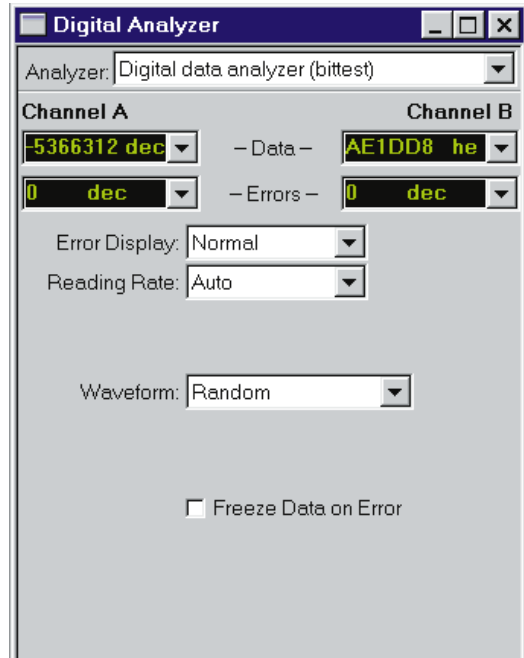 Digital Analyzer
Analyzer: Digital data analyzer (bittest)
Channel A Channel B
-5366312 dec – Data – AE1DD8 he
0 dec – Errors – 0 dec
Error Display: Normal
Reading Rate: Auto
Waveform: Random
Freeze Data on Error